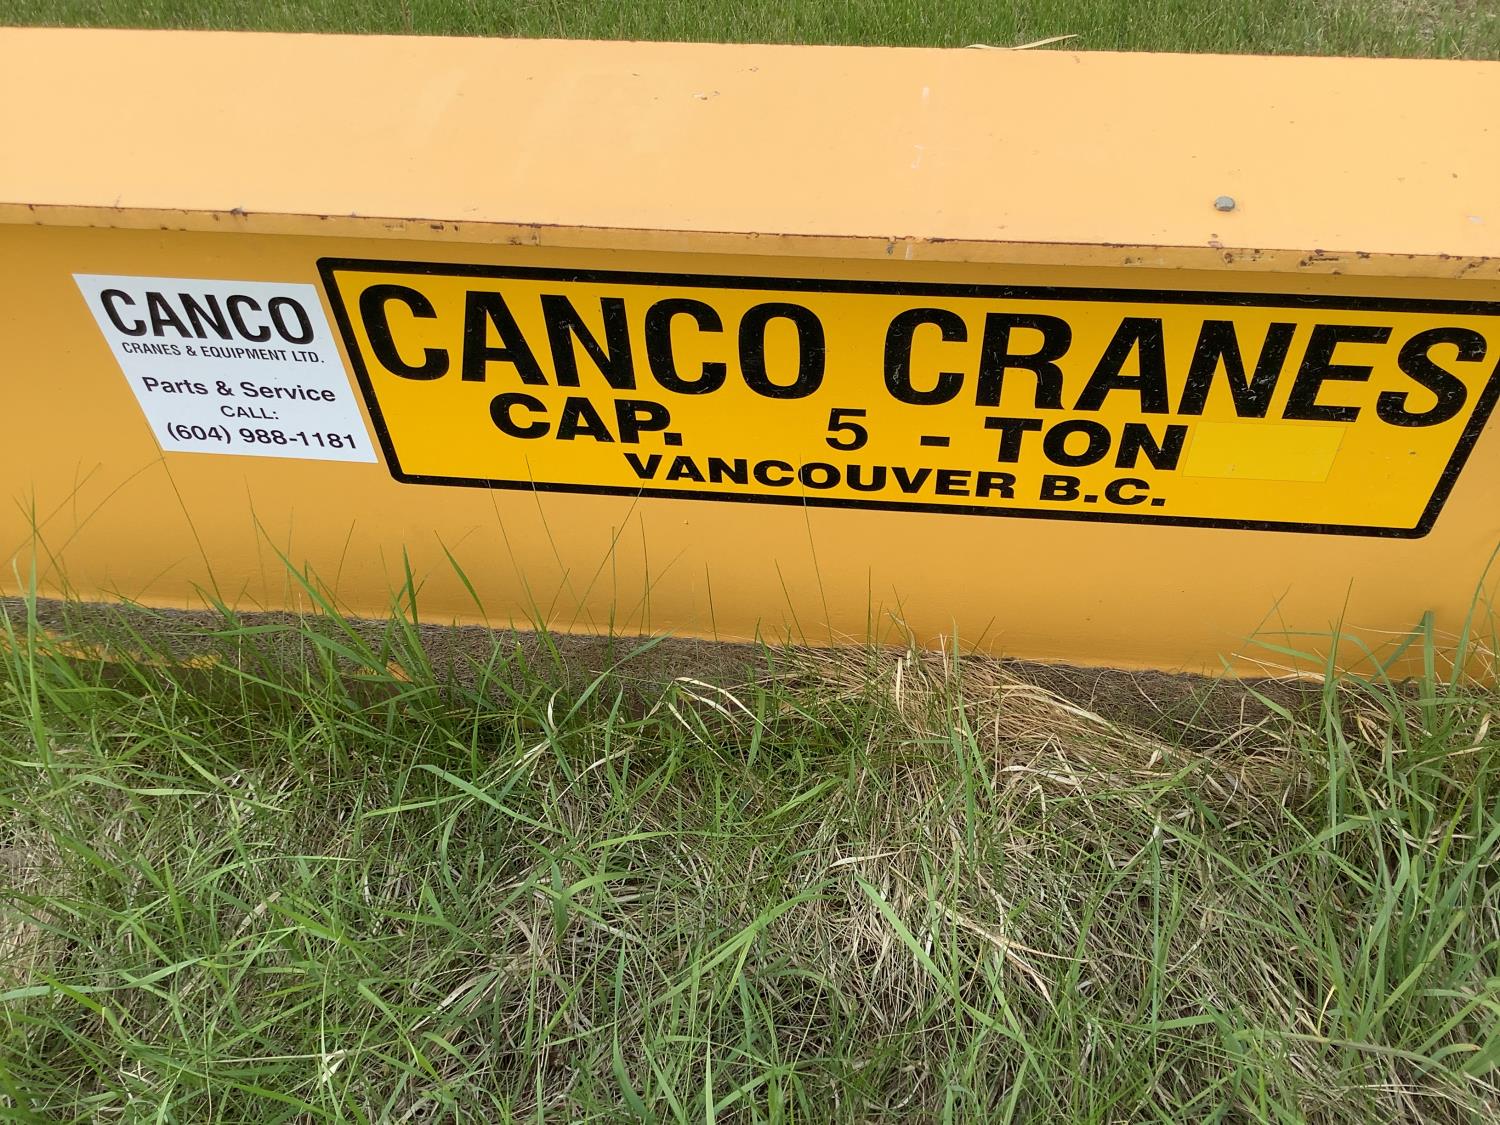 CANCO
CRANES & EQUIPMENT LTD.
Parts & Service
CALL:
(604) 988-1181
CANCO CRANES
CAP. 5 - TON
VANCOUVER B.C.